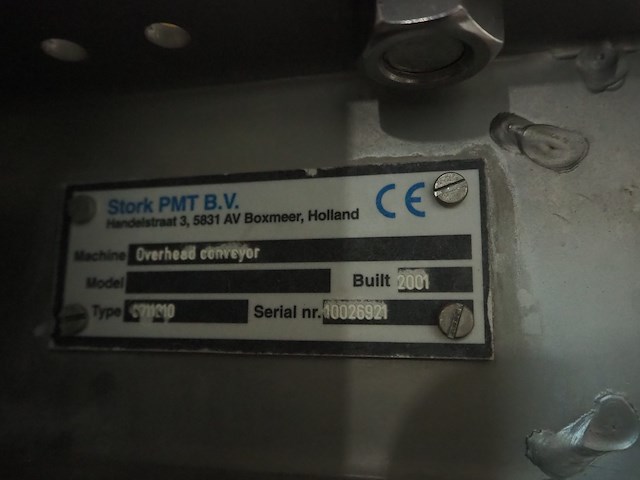 Stork PMT B.V.
Handelstraat 3, 5831 AV Boxmeer, Holland
CE
Machine Overhead conveyor
Model Built 2001
Type Serial nr. 10026921